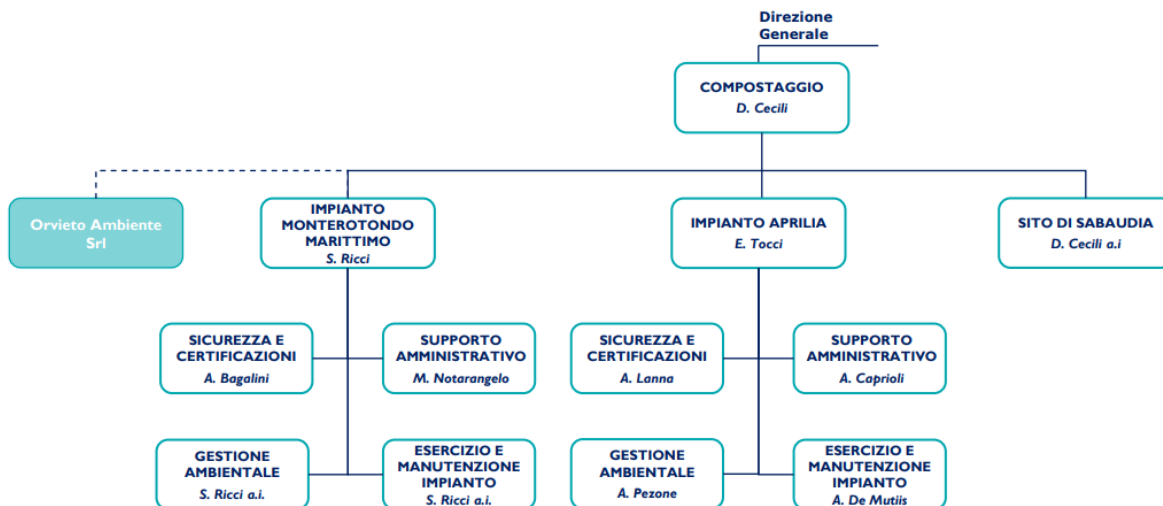 Direzione
Generale
COMPOSTAGGIO
D. Cecili
Orvieto Ambiente
Srl
IMPIANTO
MONTEROTONDO
MARITTIMO
S. Ricci
IMPIANTO APRILIA
E. Tocci
SITO DI SABAUDIA
D. Cecili a.i
SICUREZZA E
CERTIFICAZIONI
A. Bagalini
SUPPORTO
AMMINISTRATIVO
M. Notarangelo
SICUREZZA E
CERTIFICAZIONI
A. Lanna
SUPPORTO
AMMINISTRATIVO
A. Caprioli
GESTIONE
AMBIENTALE
S. Ricci a.i.
ESERCIZIO E
MANUTENZIONE
IMPIANTO
S. Ricci a.i.
GESTIONE
AMBIENTALE
A. Pezone
ESERCIZIO E
MANUTENZIONE
IMPIANTO
A. De Mutiis